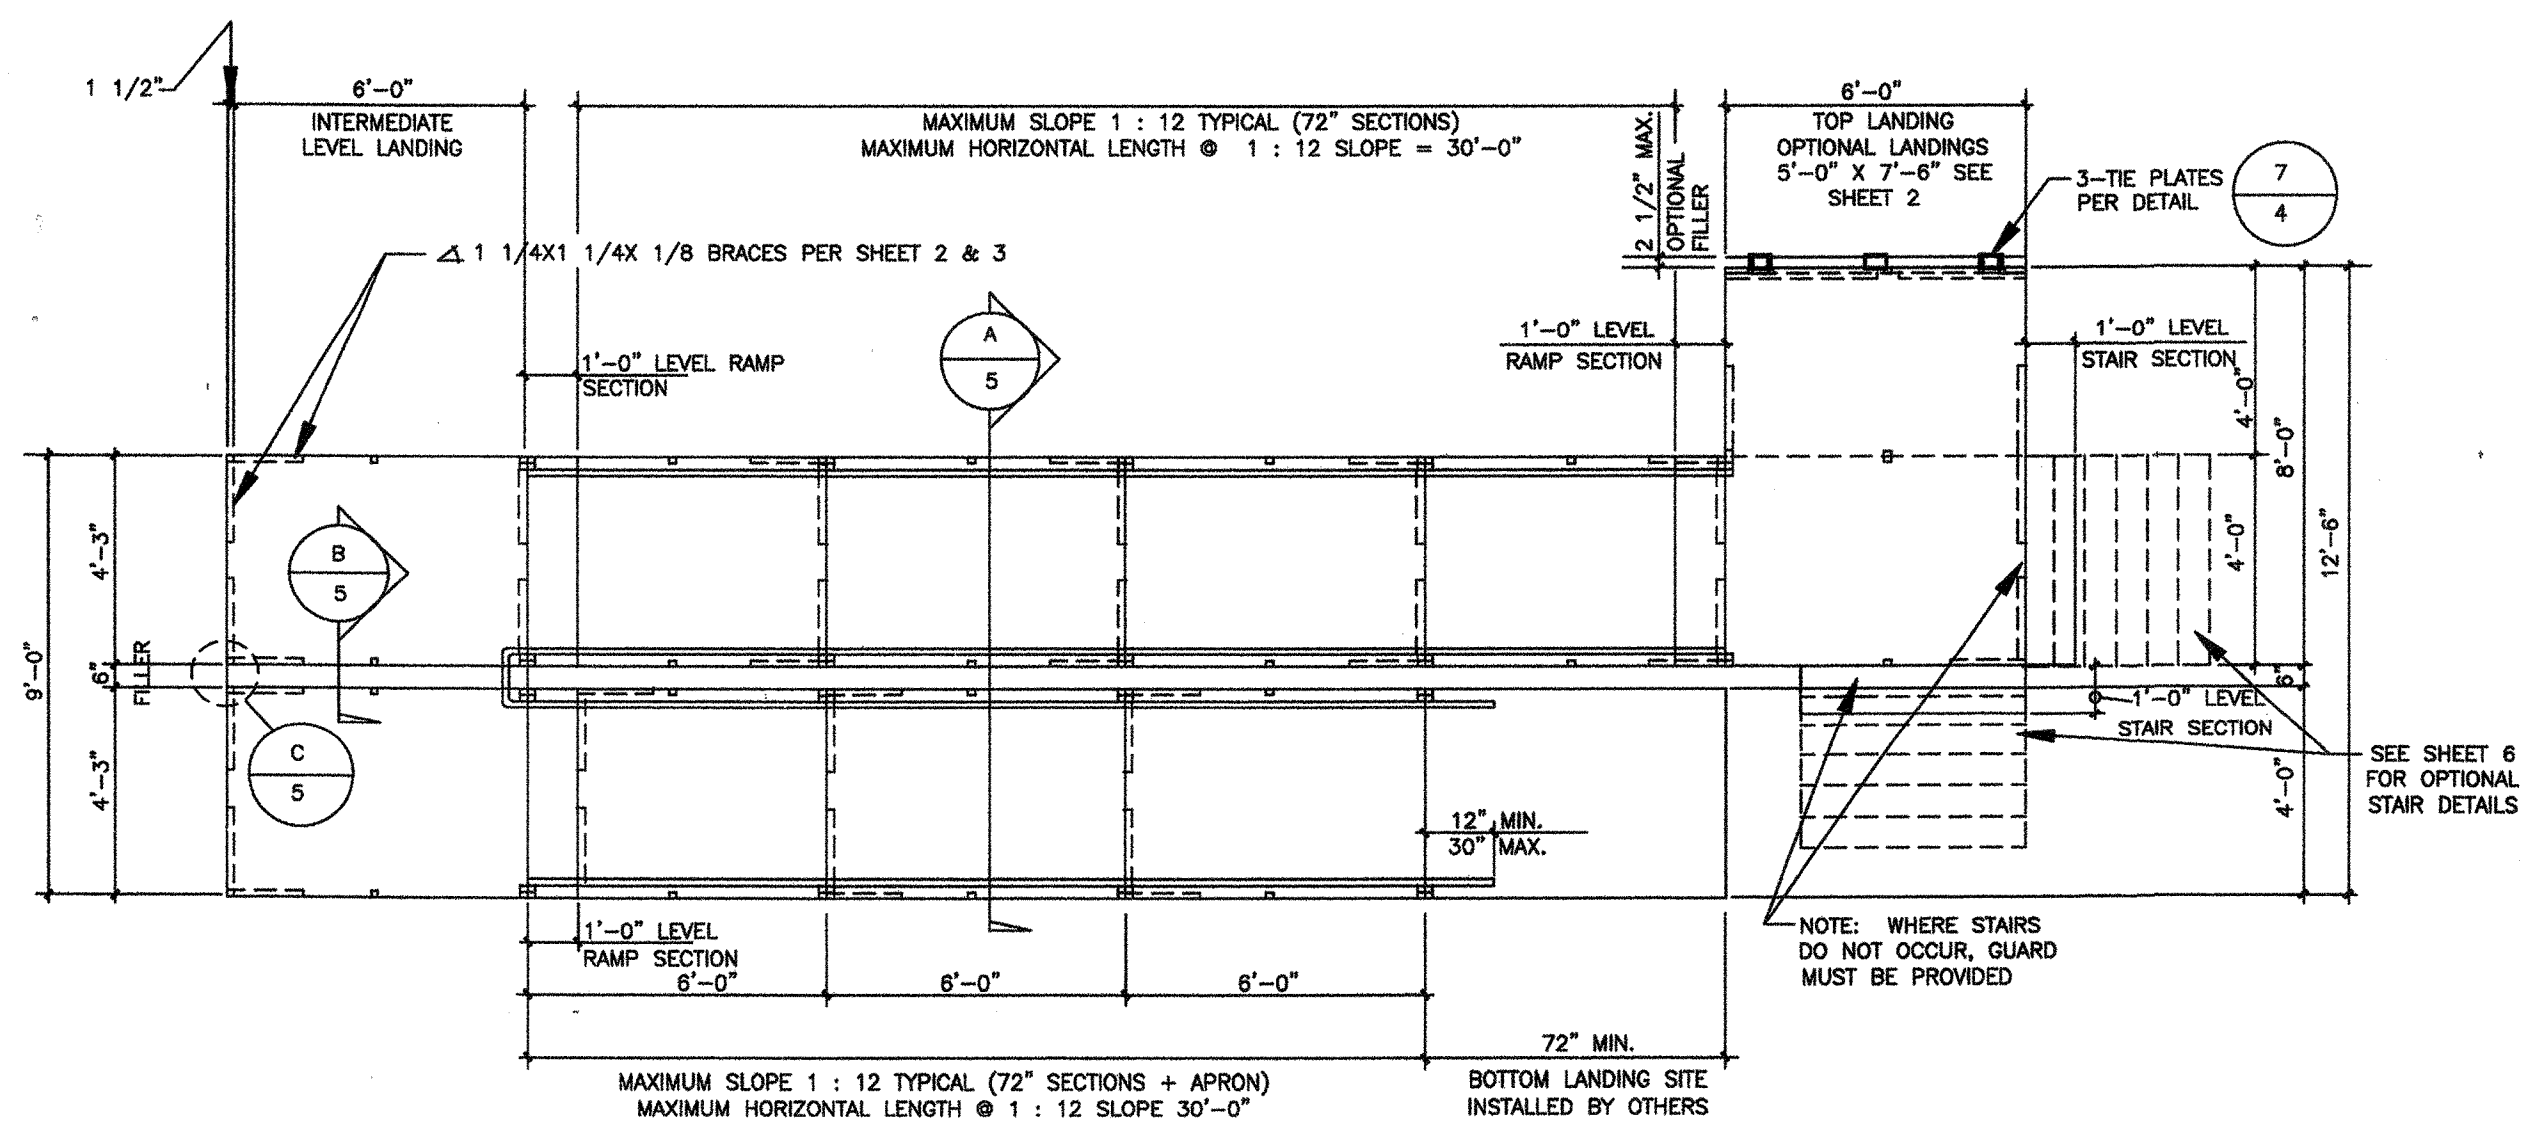 1 1/2"
6'-0"
INTERMEDIATE
LEVEL LANDING
MAXIMUM SLOPE 1 : 12 TYPICAL (72" SECTIONS)
MAXIMUM HORIZONTAL LENGTH @ 1 : 12 SLOPE = 30'-0"
2 1/2" MAX.
OPTIONAL
FILLER
6'-0"
TOP LANDING
OPTIONAL LANDINGS
5'-0" X 7'-6" SEE
SHEET 2
3-TIE PLATES
PER DETAIL
7
4
∠ 1 1/4X1 1/4X 1/8 BRACES PER SHEET 2 & 3
A
5
1'-0" LEVEL RAMP
SECTION
1'-0" LEVEL
RAMP SECTION
1'-0" LEVEL
STAIR SECTION
4'-0"
8'-0"
4'-0"
12'-6"
6"
4'-0"
9'-0"
4'-3"
6"
4'-3"
FILLER
B
5
C
5
1'-0" LEVEL
STAIR SECTION
SEE SHEET 6
FOR OPTIONAL
STAIR DETAILS
12" MIN.
30" MAX.
NOTE: WHERE STAIRS
DO NOT OCCUR, GUARD
MUST BE PROVIDED
1'-0" LEVEL
RAMP SECTION
6'-0"
6'-0"
6'-0"
72" MIN.
MAXIMUM SLOPE 1 : 12 TYPICAL (72" SECTIONS + APRON)
MAXIMUM HORIZONTAL LENGTH @ 1 : 12 SLOPE 30'-0"
BOTTOM LANDING SITE
INSTALLED BY OTHERS